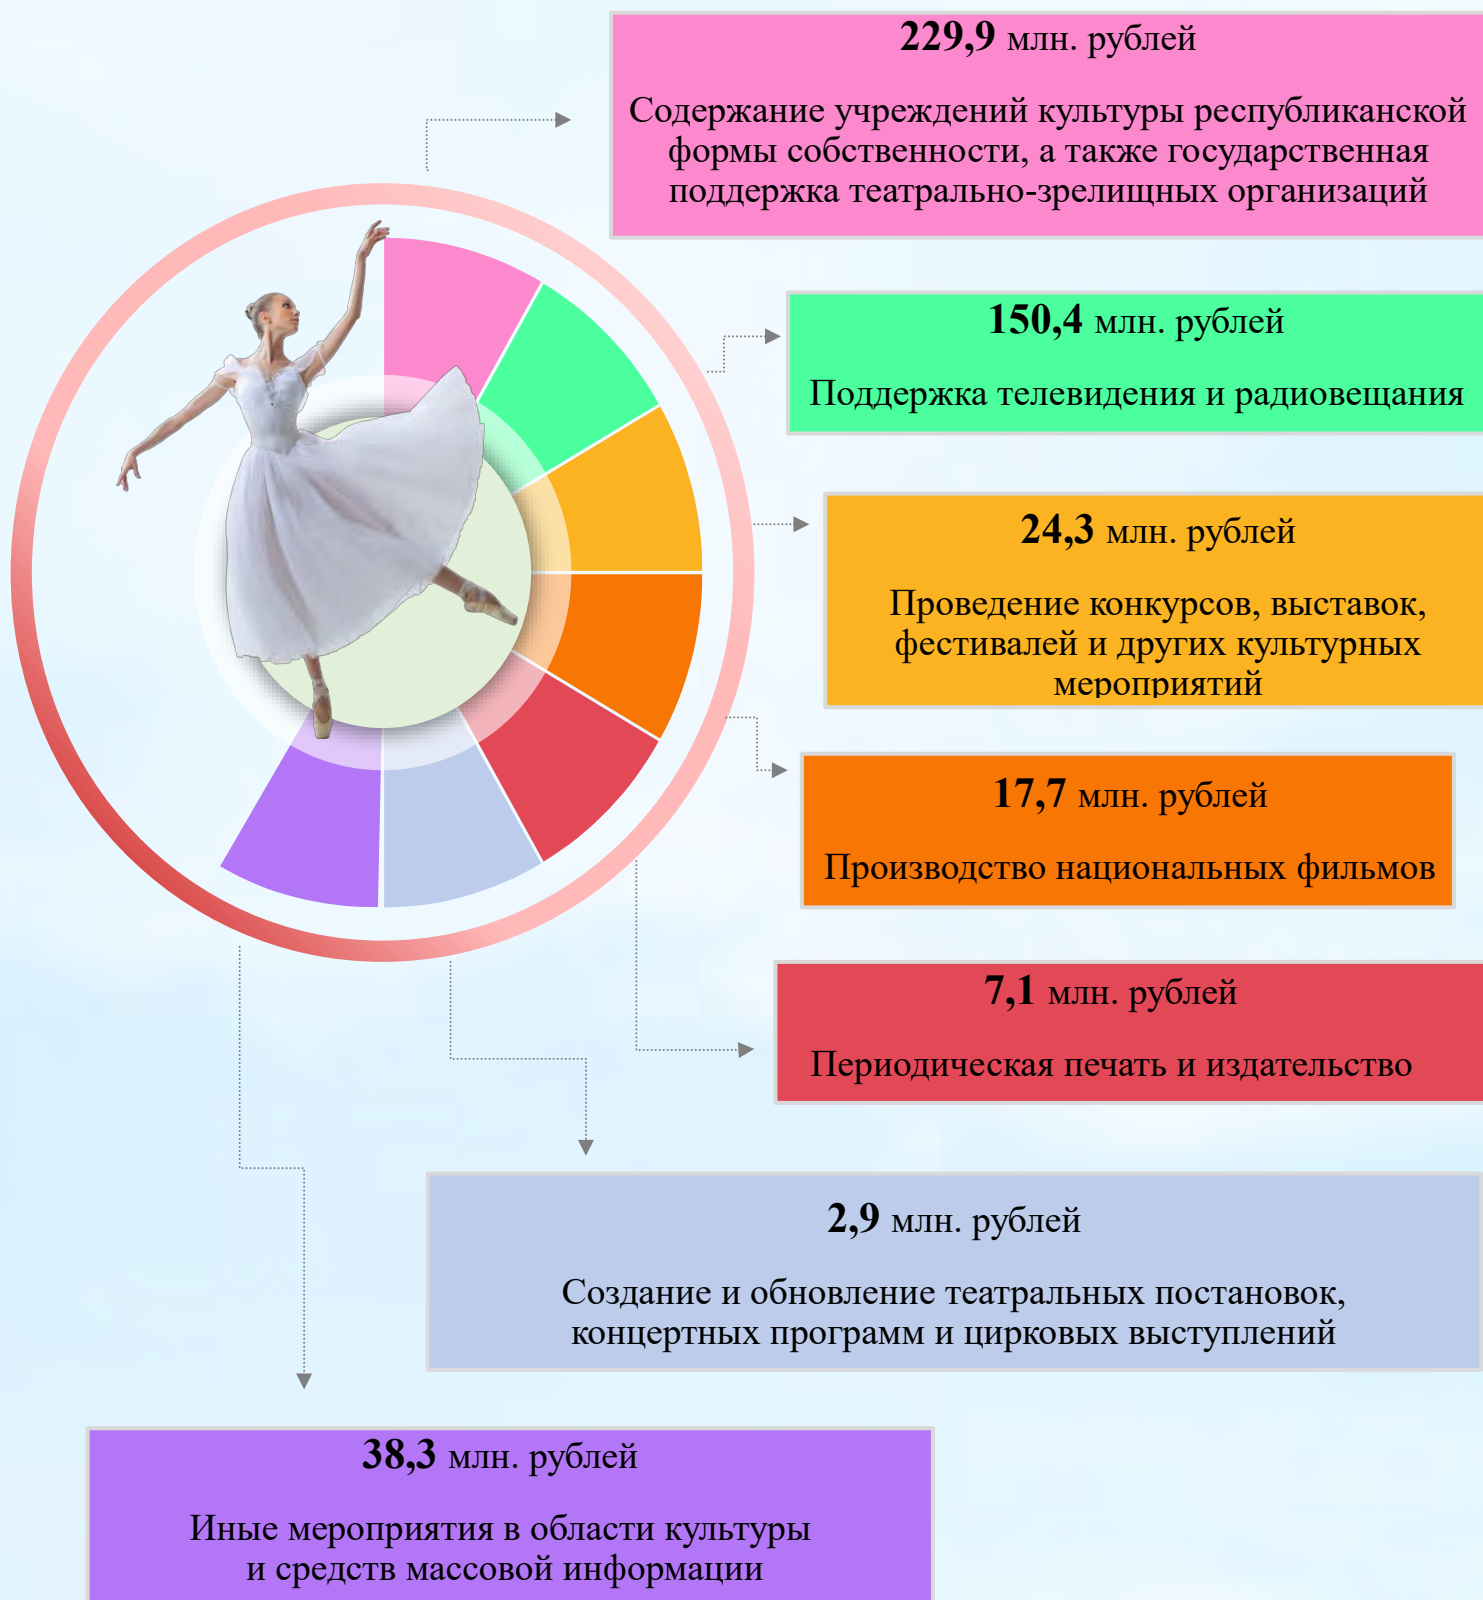 229,9 млн. рублей
Содержание учреждений культуры республиканской
формы собственности, а также государственная
поддержка театрально-зрелищных организаций
150,4 млн. рублей
Поддержка телевидения и радиовещания
24,3 млн. рублей
Проведение конкурсов, выставок,
фестивалей и других культурных
мероприятий
17,7 млн. рублей
Производство национальных фильмов
7,1 млн. рублей
Периодическая печать и издательство
2,9 млн. рублей
Создание и обновление театральных постановок,
концертных программ и цирковых выступлений
38,3 млн. рублей
Иные мероприятия в области культуры
и средств массовой информации